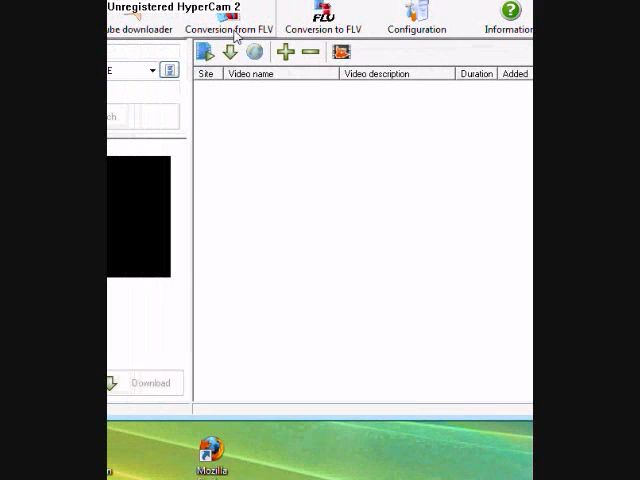 Unregistered HyperCam 2
FLV
ube downloader Conversion from FLV Conversion to FLV Configuration Information
E
Site Video name Video description Duration Added
ch
Download
Mozilla